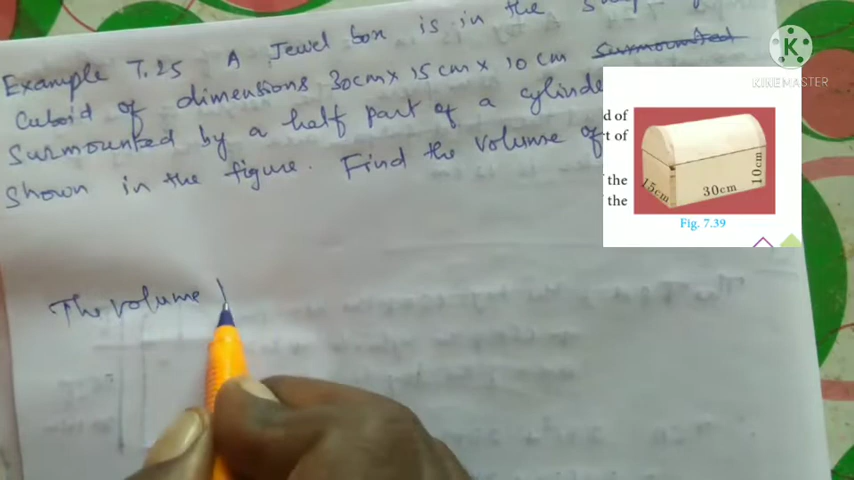 Example 7.25 A Jewel box is in the
Cuboid of dimensions 30cm x 15 cm x 10 cm surmounted
Surmounted by a half part of a cylinde
Shown in the figure. Find the volume of
The volume
K
KINEMASTER
d of
t of
the
the
15cm
30cm
10cm
Fig. 7.39